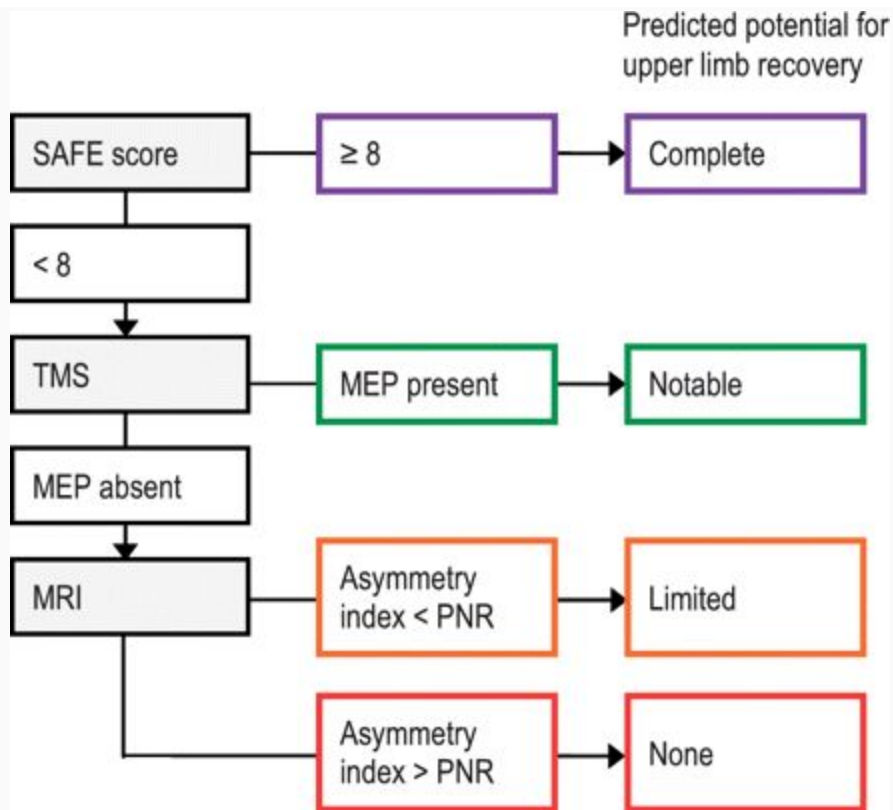 Predicted potential for
upper limb recovery
SAFE score
≥ 8
Complete
< 8
TMS
MEP present
Notable
MEP absent
MRI
Asymmetry
index < PNR
Limited
Asymmetry
index > PNR
None